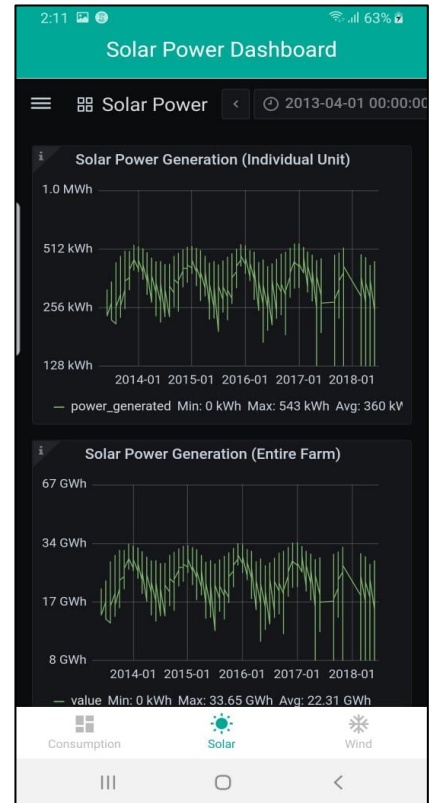 2:11 63%
Solar Power Dashboard
Solar Power < 2013-04-01 00:00:00
i Solar Power Generation (Individual Unit)
1.0 MWh
512 kWh
256 kWh
128 kWh
2014-01 2015-01 2016-01 2017-01 2018-01
power_generated Min: 0 kWh Max: 543 kWh Avg: 360 kW
i Solar Power Generation (Entire Farm)
67 GWh
34 GWh
17 GWh
8 GWh
2014-01 2015-01 2016-01 2017-01 2018-01
value Min: 0 kWh Max: 33.65 GWh Avg: 22.31 GWh
Consumption Solar Wind